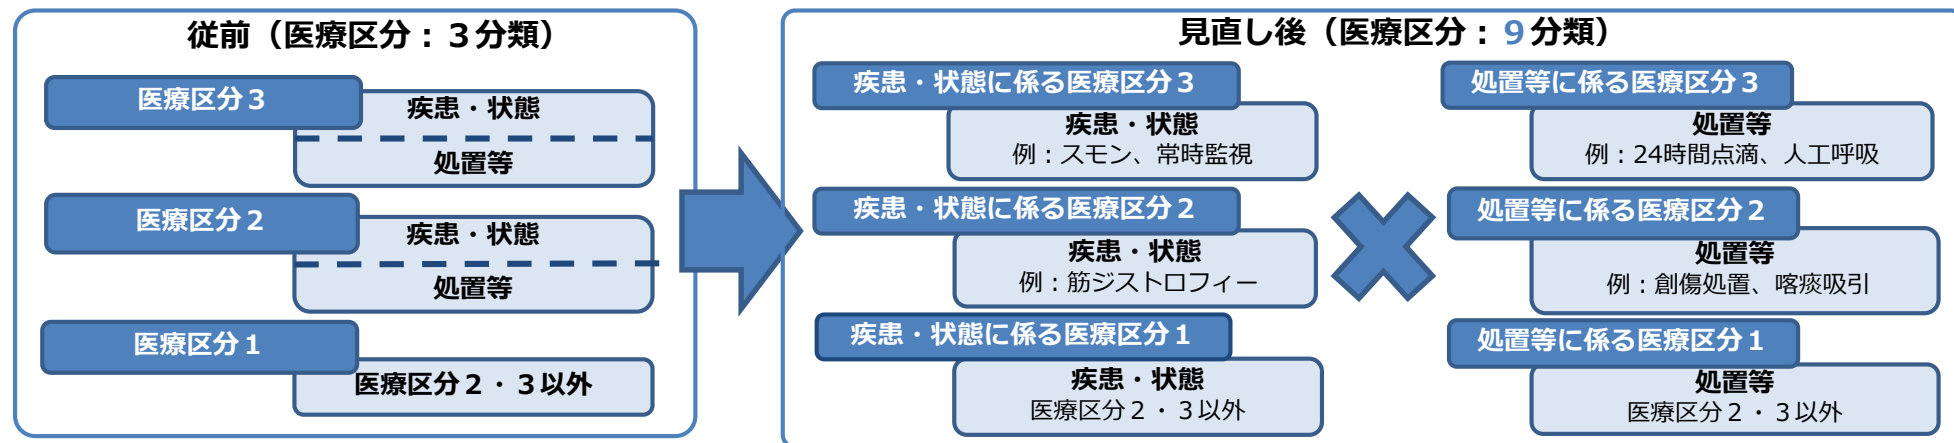 従前（医療区分：３分類）
医療区分３
疾患・状態
処置等
医療区分２
疾患・状態
処置等
医療区分１
医療区分２・３以外
見直し後（医療区分：９分類）
疾患・状態に係る医療区分３
疾患・状態
例：スモン、常時監視
処置等に係る医療区分３
処置等
例：24時間点滴、人工呼吸
疾患・状態に係る医療区分２
疾患・状態
例：筋ジストロフィー
処置等に係る医療区分２
処置等
例：創傷処置、喀痰吸引
疾患・状態に係る医療区分１
疾患・状態
医療区分２・３以外
処置等に係る医療区分１
処置等
医療区分２・３以外